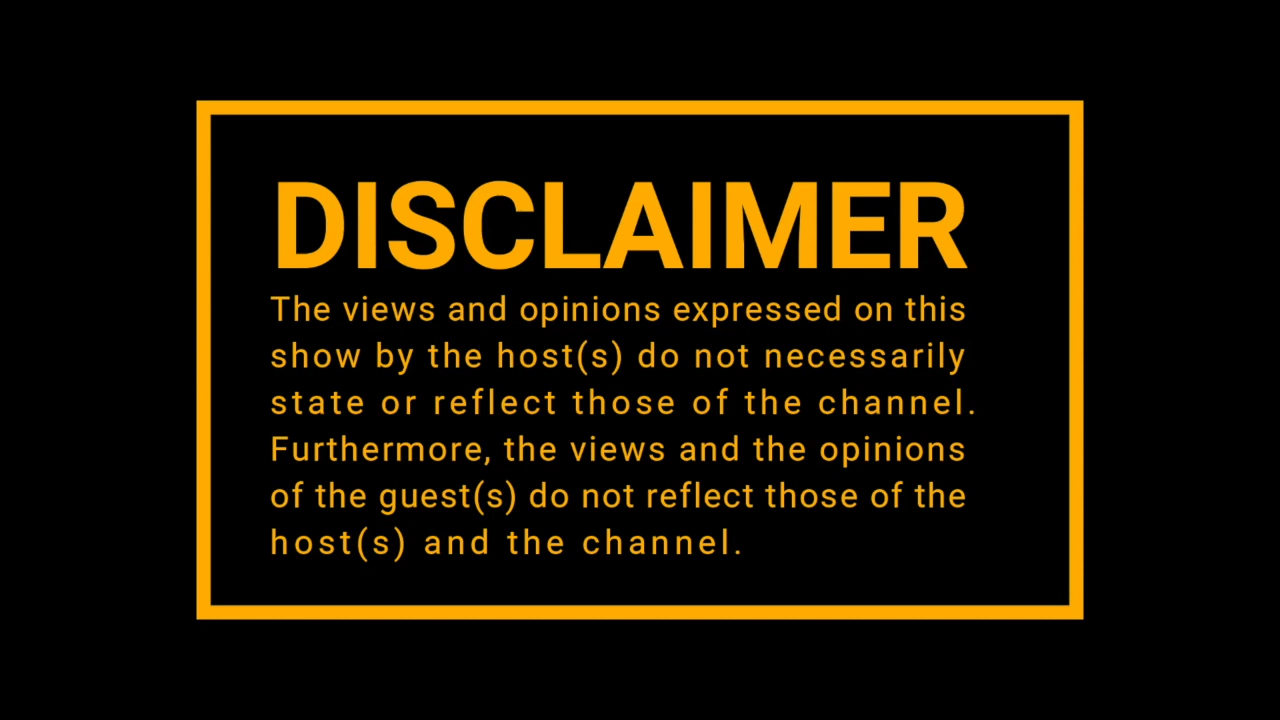 DISCLAIMER
The views and opinions expressed on this
show by the host(s) do not necessarily
state or reflect those of the channel.
Furthermore, the views and the opinions
of the guest(s) do not reflect those of the
host(s) and the channel.